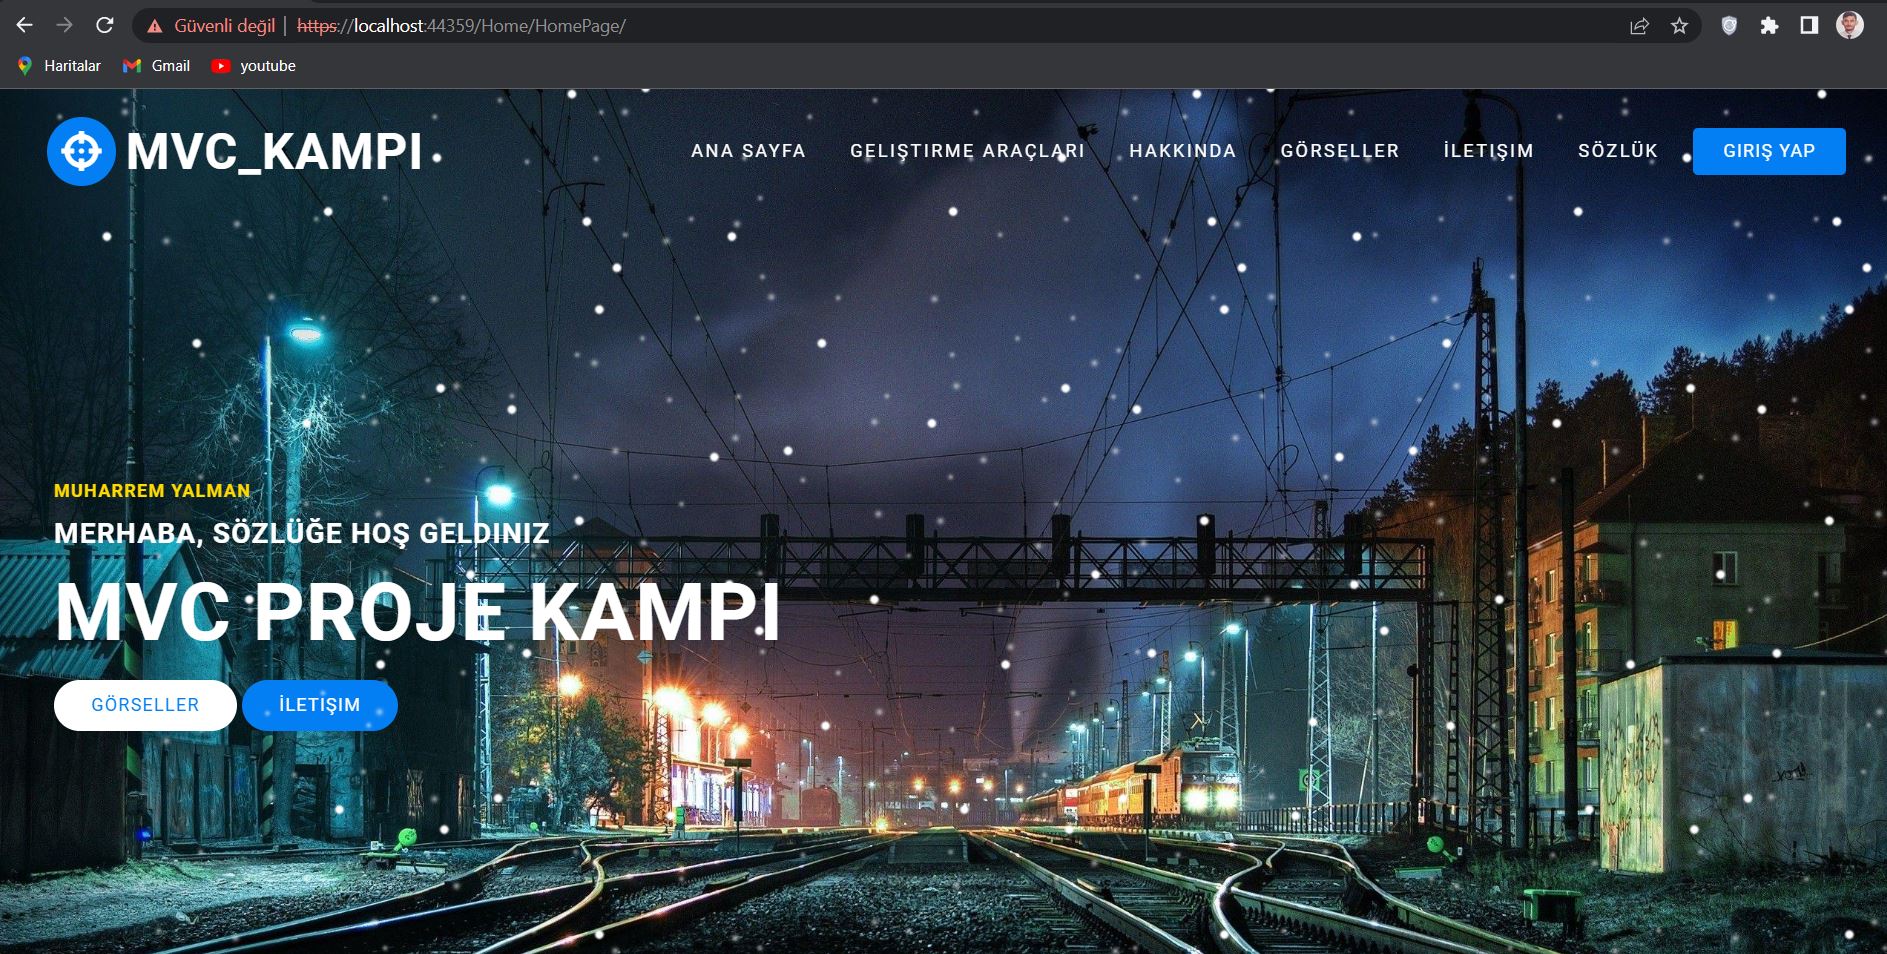 Güvenli değil | https://localhost:44359/Home/HomePage/
Haritalar Gmail youtube
MVC_KAMPI ANA SAYFA GELIŞTIRME ARAÇLARI HAKKINDA GÖRSELLER İLETIŞIM SÖZLÜK GIRIŞ YAP
MUHARREM YALMAN
MERHABA, SÖZLÜĞE HOŞ GELDINIZ
MVC PROJE KAMPI
GÖRSELLER İLETIŞIM